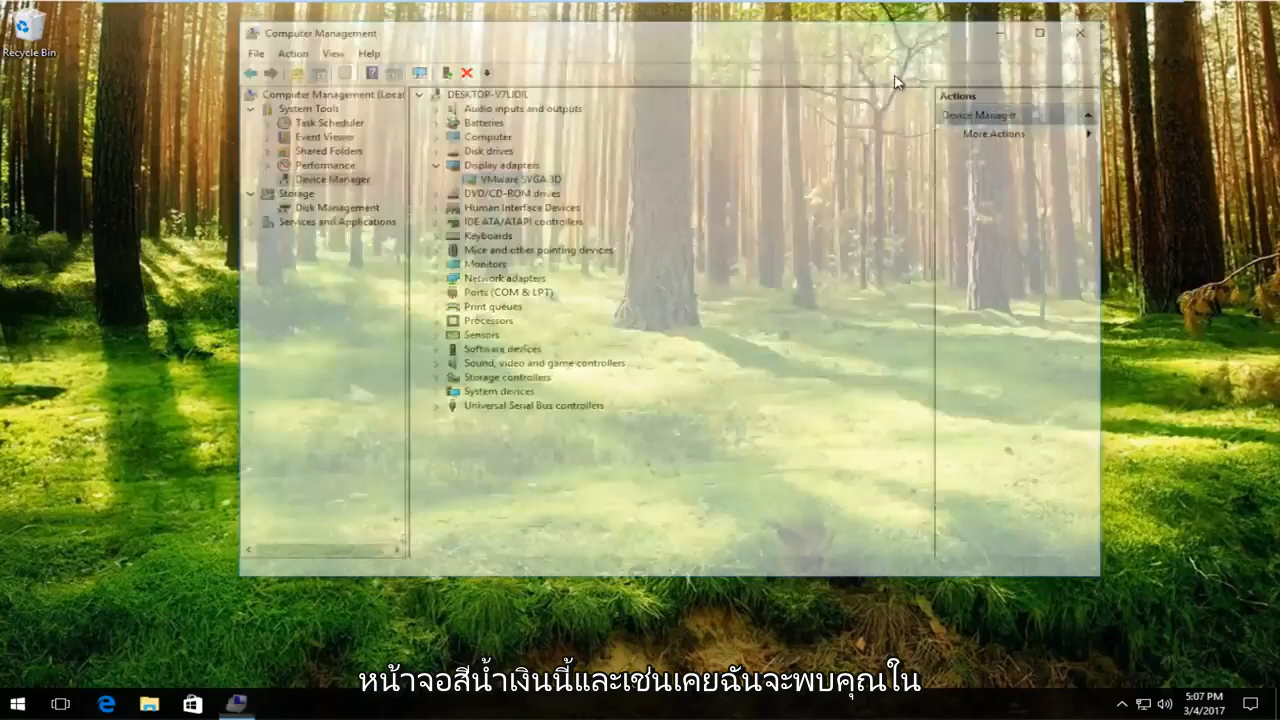 Recycle Bin
Computer Management
File Action View Help
Computer Management (Local
System Tools
Task Scheduler
Event Viewer
Shared Folders
Performance
Device Manager
Storage
Disk Management
Services and Applications
DESKTOP-V7LJDIL
Audio inputs and outputs
Batteries
Computer
Disk drives
Display adapters
VMware SVGA 3D
DVD/CD-ROM drives
Human Interface Devices
IDE ATA/ATAPI controllers
Keyboards
Mice and other pointing devices
Monitors
Network adapters
Ports (COM & LPT)
Print queues
Processors
Sensors
Software devices
Sound, video and game controllers
Storage controllers
System devices
Universal Serial Bus controllers
Actions
Device Manager
More Actions
หน้าจอสีน้ำเงินนี้และเช่นเคยฉันจะพบคุณใน
5:07 PM
3/4/2017